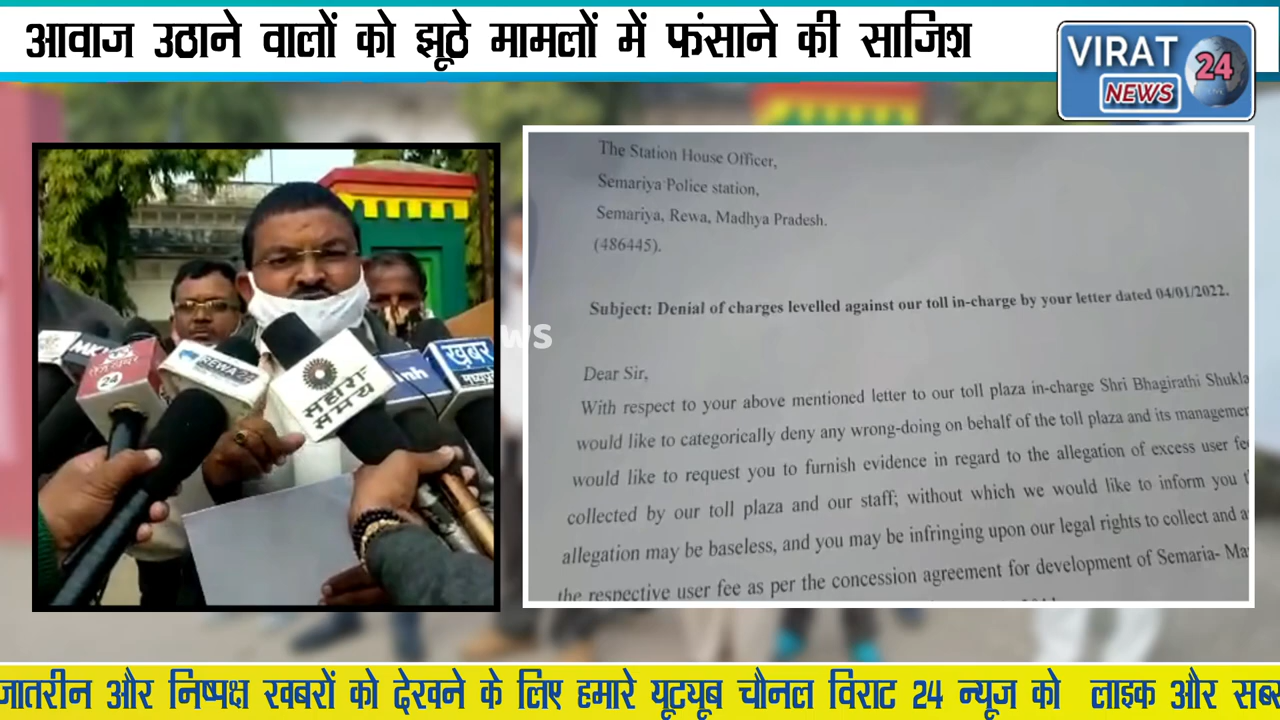 आवाज उठाने वालों को झूठे मामलों में फंसाने की साजिश
VIRAT
24
NEWS
The Station House Officer,
Semariya Police station,
Semariya, Rewa, Madhya Pradesh.
(486445).
Subject: Denial of charges levelled against our toll in-charge by your letter dated 04/01/2022.
Dear Sir,
With respect to your above mentioned letter to our toll plaza in-charge Shri Bhagirathi Shukla
would like to categorically deny any wrong-doing on behalf of the toll plaza and its managemen
would like to request you to furnish evidence in regard to the allegation of excess user fe
collected by our toll plaza and our staff; without which we would like to inform you t
allegation may be baseless, and you may be infringing upon our legal rights to collect and a
the respective user fee as per the concession agreement for development of Semaria- Ma
24
REWA 24
सहारा
समय
nh
ख़बर
WS
जातरीन और निष्पक्ष खबरों को देखने के लिए हमारे यूट्यूब चौनल विराट 24 न्यूज को लाइक और सब्स